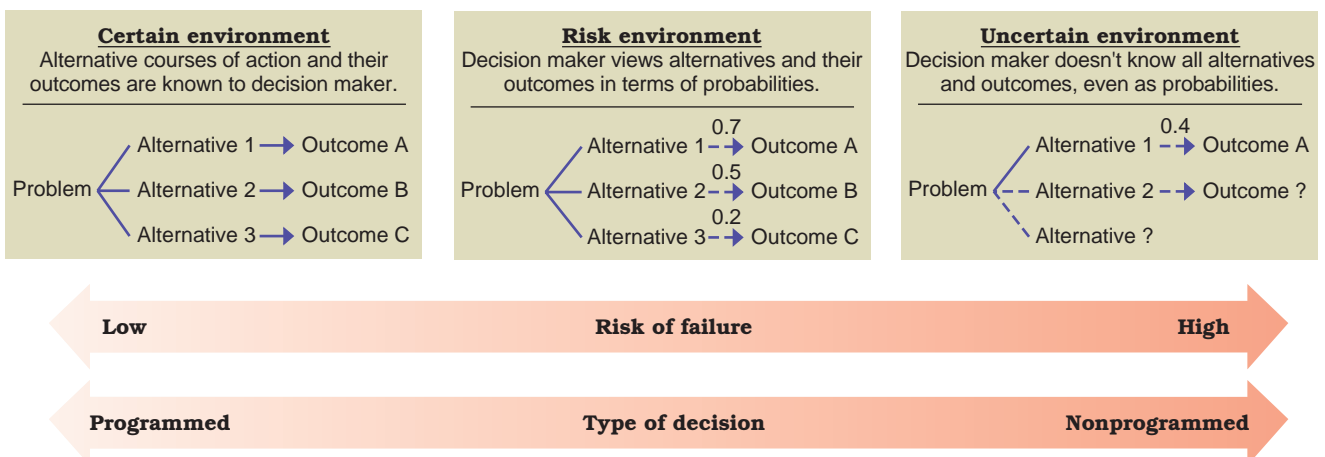 Certain environment
Alternative courses of action and their
outcomes are known to decision maker.
Problem
Alternative 1
Outcome A
Alternative 2
Outcome B
Alternative 3
Outcome C
Risk environment
Decision maker views alternatives and their
outcomes in terms of probabilities.
Problem
0.7
Alternative 1
Outcome A
0.5
Alternative 2
Outcome B
0.2
Alternative 3
Outcome C
Uncertain environment
Decision maker doesn't know all alternatives
and outcomes, even as probabilities.
Problem
0.4
Alternative 1
Outcome A
Alternative 2
Outcome ?
Alternative ?
Low
Risk of failure
High
Programmed
Type of decision
Nonprogrammed